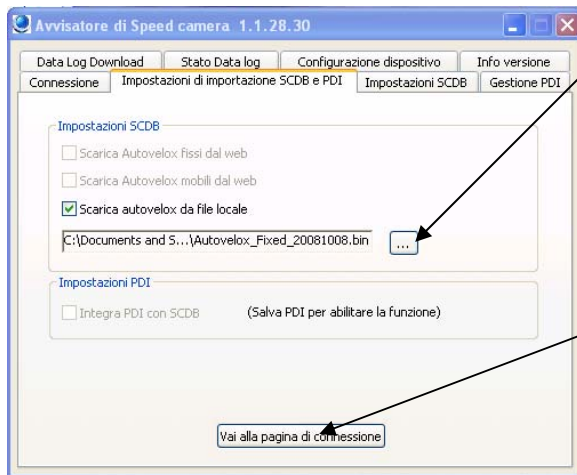 Avvisatore di Speed camera 1.1.28.30
Data Log Download Stato Data log Configurazione dispositivo Info versione
Connessione Impostazioni di importazione SCDB e PDI Impostazioni SCDB Gestione PDI
Impostazioni SCDB
Scarica Autovelox fissi dal web
Scarica Autovelox mobili dal web
Scarica autovelox da file locale
C:\Documents and S...\Autovelox_Fixed_20081008.bin ...
Impostazioni PDI
Integra PDI con SCDB (Salva PDI per abilitare la funzione)
Vai alla pagina di connessione